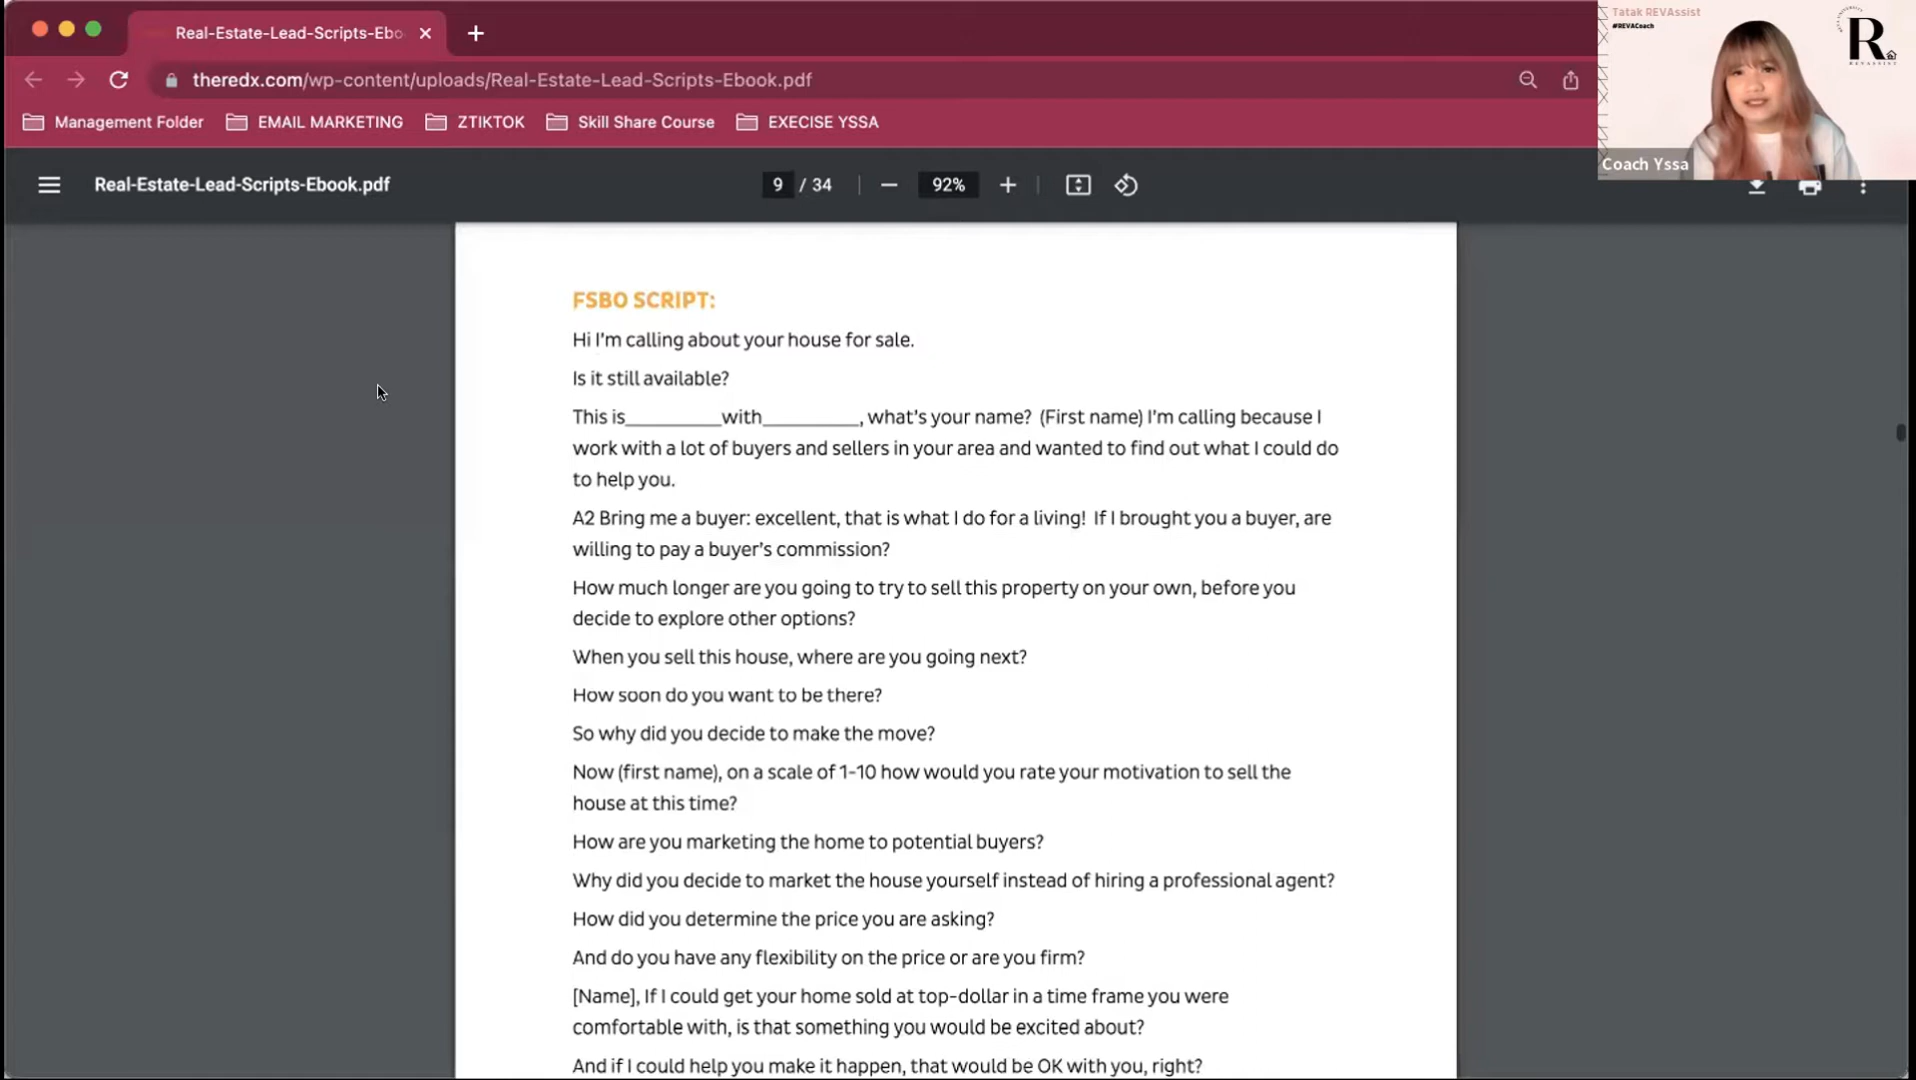 Real-Estate-Lead-Scripts-Ebo
theredx.com/wp-content/uploads/Real-Estate-Lead-Scripts-Ebook.pdf
Management Folder EMAIL MARKETING ZTIKTOK Skill Share Course EXECISE YSSA
Tatak REVAssist
#REVACoach
R
REVASSIST
Coach Yssa
Real-Estate-Lead-Scripts-Ebook.pdf 9 / 34 92%
FSBO SCRIPT:
Hi I'm calling about your house for sale.
Is it still available?
This is__________with__________, what's your name? (First name) I'm calling because I
work with a lot of buyers and sellers in your area and wanted to find out what I could do
to help you.
A2 Bring me a buyer: excellent, that is what I do for a living! If I brought you a buyer, are
willing to pay a buyer's commission?
How much longer are you going to try to sell this property on your own, before you
decide to explore other options?
When you sell this house, where are you going next?
How soon do you want to be there?
So why did you decide to make the move?
Now (first name), on a scale of 1-10 how would you rate your motivation to sell the
house at this time?
How are you marketing the home to potential buyers?
Why did you decide to market the house yourself instead of hiring a professional agent?
How did you determine the price you are asking?
And do you have any flexibility on the price or are you firm?
[Name], If I could get your home sold at top-dollar in a time frame you were
comfortable with, is that something you would be excited about?
And if I could help you make it happen, that would be OK with you, right?